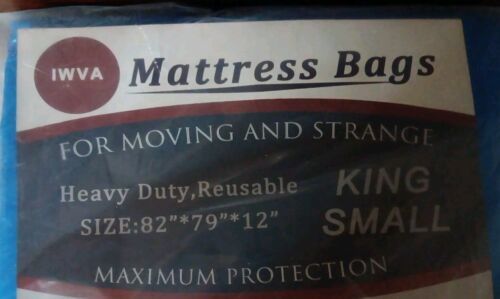 IWVA
Mattress Bags
FOR MOVING AND STRANGE
Heavy Duty,Reusable
KING
SIZE:82"*79"*12"
SMALL
MAXIMUM PROTECTION